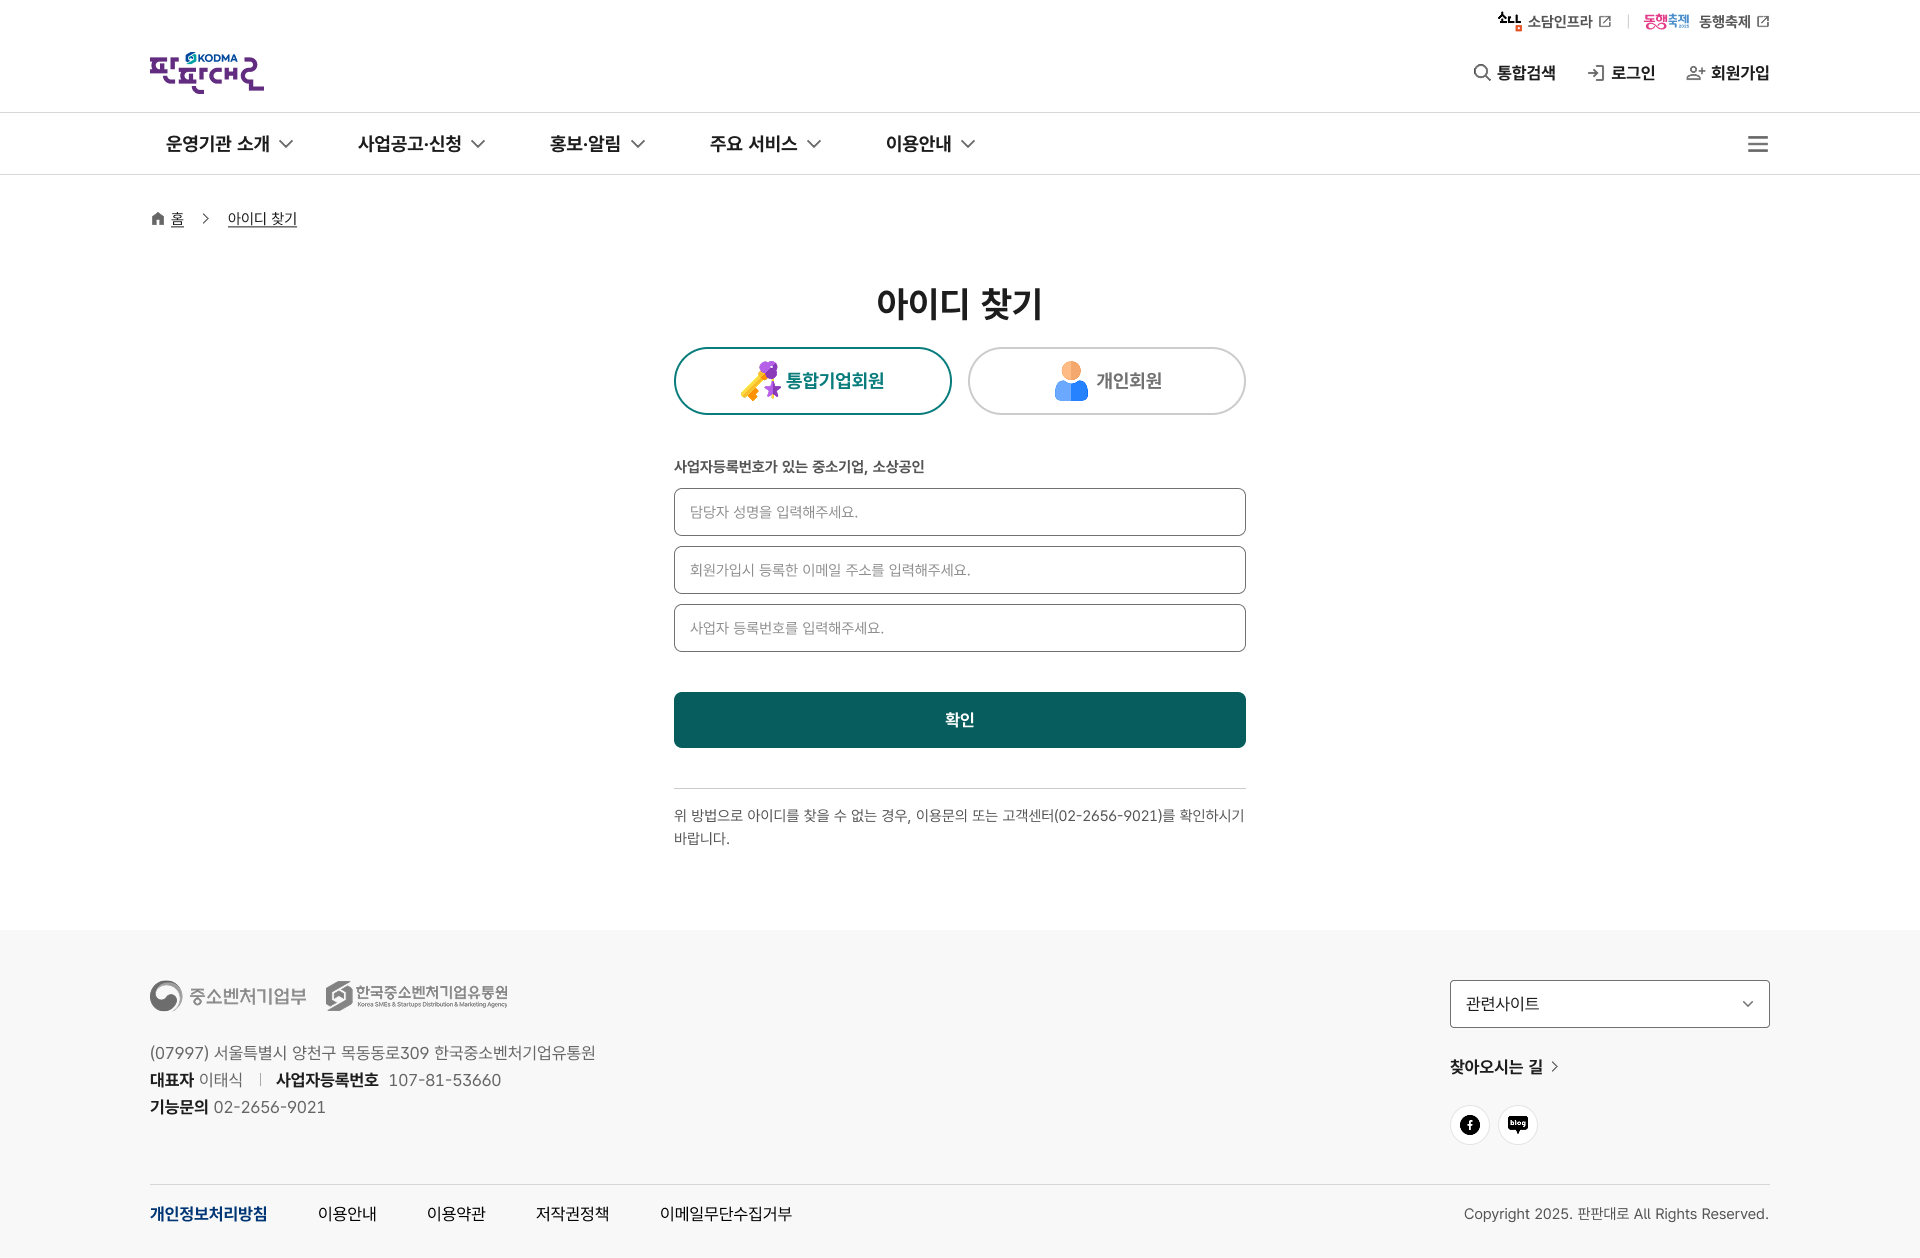 소담인프라
동행축제 2025 동행축제
KODMA
판판대로
통합검색 로그인 회원가입
운영기관 소개 사업공고·신청 홍보·알림 주요 서비스 이용안내
홈 아이디 찾기
아이디 찾기
통합기업회원 개인회원
사업자등록번호가 있는 중소기업, 소상공인
담당자 성명을 입력해주세요.
회원가입시 등록한 이메일 주소를 입력해주세요.
사업자 등록번호를 입력해주세요.
확인
위 방법으로 아이디를 찾을 수 없는 경우, 이용문의 또는 고객센터(02-2656-9021)를 확인하시기
바랍니다.
중소벤처기업부 한국중소벤처기업유통원
Korea SMEs & Startups Distribution & Marketing Agency
관련사이트
(07997) 서울특별시 양천구 목동동로309 한국중소벤처기업유통원
대표자 이태식 사업자등록번호 107-81-53660
기능문의 02-2656-9021
찾아오시는 길
blog
개인정보처리방침 이용안내 이용약관 저작권정책 이메일무단수집거부
Copyright 2025. 판판대로 All Rights Reserved.